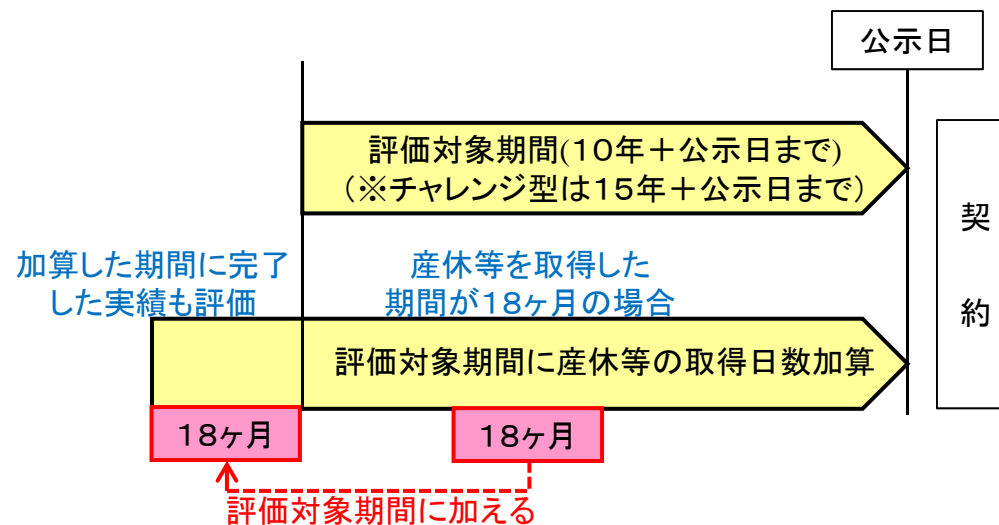 公示日
評価対象期間(10年＋公示日まで)
（※チャレンジ型は15年＋公示日まで）
契
約
加算した期間に完了
した実績も評価
産休等を取得した
期間が18ヶ月の場合
評価対象期間に産休等の取得日数加算
18ヶ月
18ヶ月
評価対象期間に加える